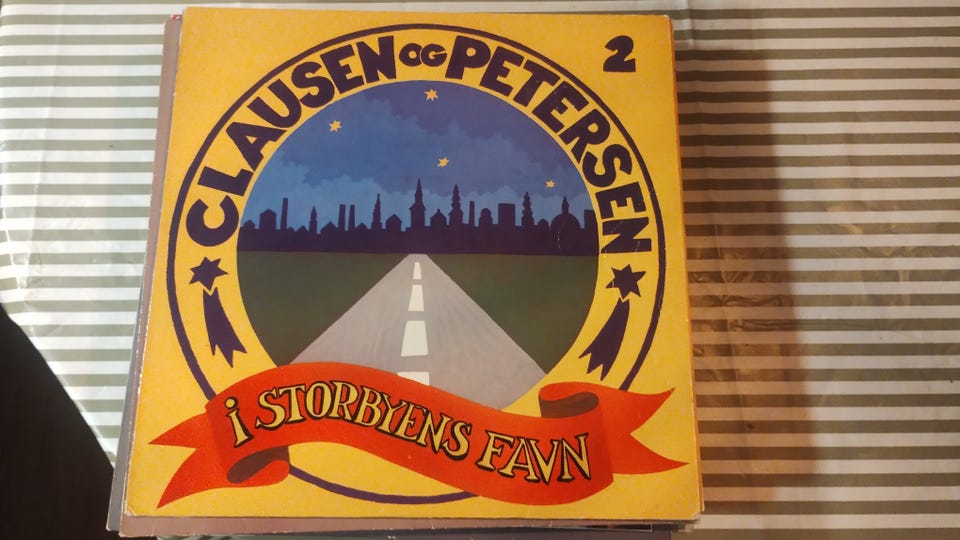 CLAUSEN OG PETERSEN
2
i STORBYENS FAVN